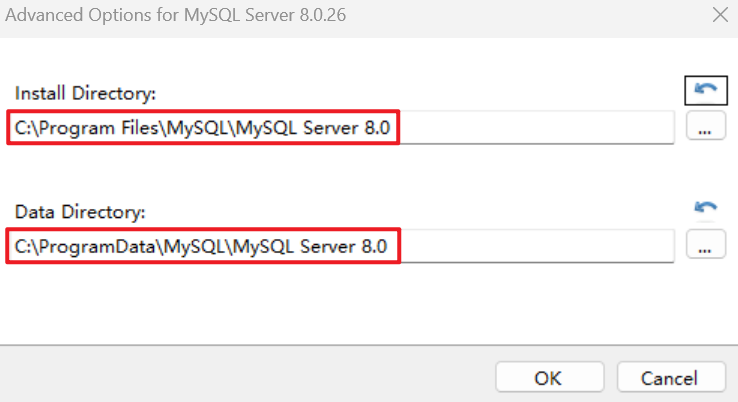 Advanced Options for MySQL Server 8.0.26
Install Directory:
C:\Program Files\MySQL\MySQL Server 8.0
...
Data Directory:
C:\ProgramData\MySQL\MySQL Server 8.0
...
OK Cancel